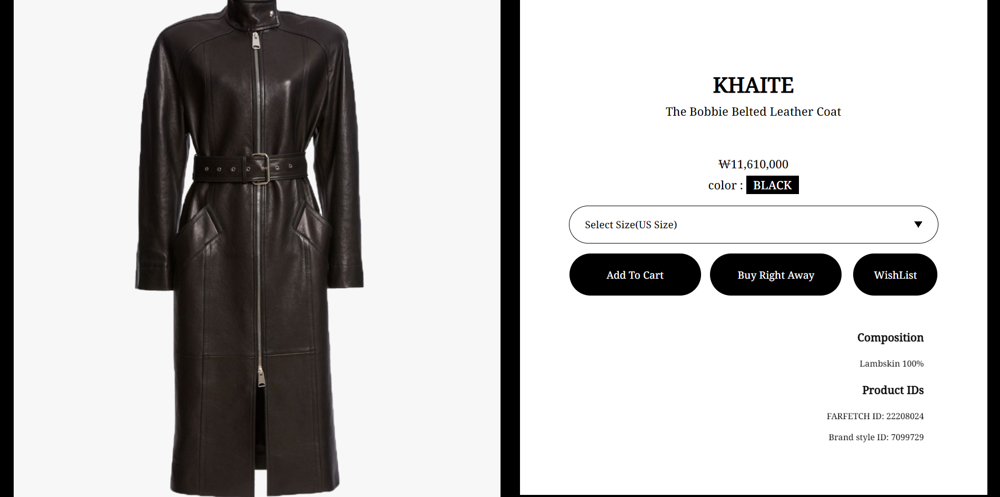 KHAITE
The Bobbie Belted Leather Coat
₩11,610,000
color : BLACK
Select Size(US Size)
Add To Cart
Buy Right Away
WishList
Composition
Lambskin 100%
Product IDs
FARFETCH ID: 22208024
Brand style ID: 7099729